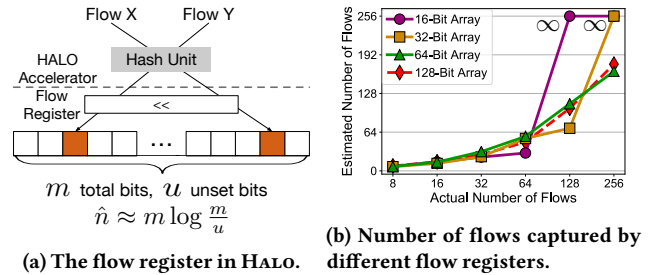 Flow X Flow Y
Hash Unit
HALO
Accelerator
Flow
Register
<<
...
m total bits, u unset bits
n̂ ≈ m log m/u
(a) The flow register in HALO.
Estimated Number of Flows
256
192
128
64
0
16-Bit Array
32-Bit Array
64-Bit Array
128-Bit Array
∞ ∞
8 16 32 64 128 256
Actual Number of Flows
(b) Number of flows captured by
different flow registers.